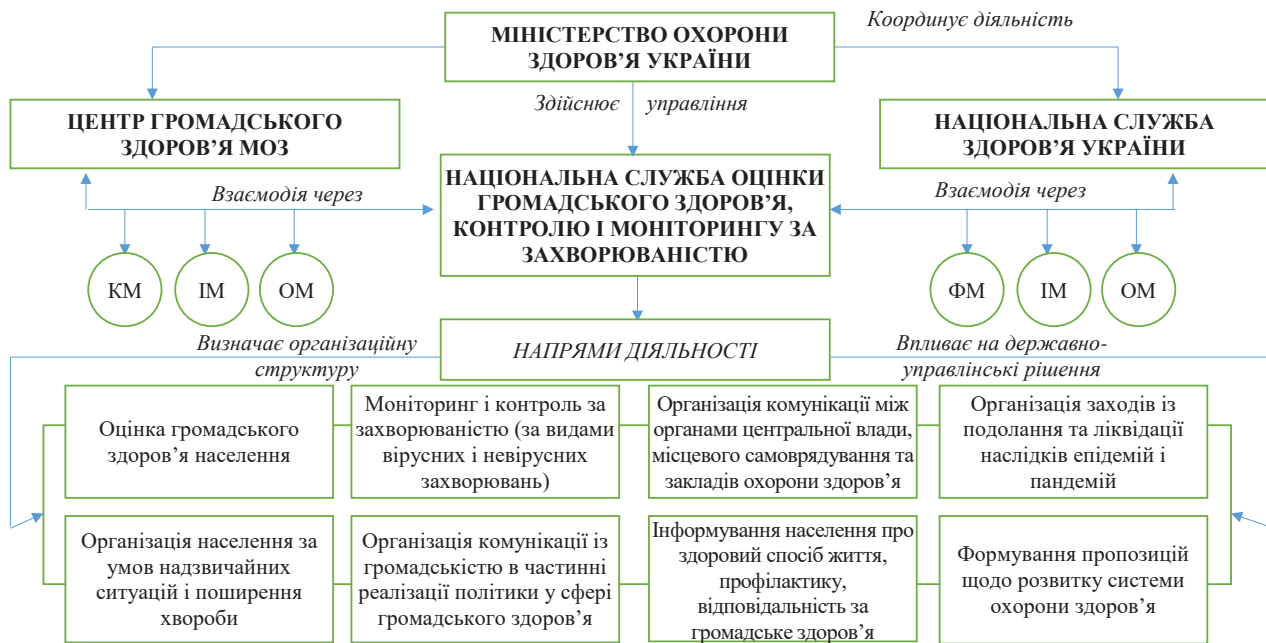 МІНІСТЕРСТВО ОХОРОНИ
ЗДОРОВ’Я УКРАЇНИ
Координує діяльність
Здійснює управління
ЦЕНТР ГРОМАДСЬКОГО
ЗДОРОВ’Я МОЗ
НАЦІОНАЛЬНА СЛУЖБА
ЗДОРОВ’Я УКРАЇНИ
НАЦІОНАЛЬНА СЛУЖБА ОЦІНКИ
ГРОМАДСЬКОГО ЗДОРОВ’Я,
КОНТРОЛЮ І МОНІТОРИНГУ ЗА
ЗАХВОРЮВАНІСТЮ
Взаємодія через
Взаємодія через
КМ
ІМ
ОМ
ФМ
ІМ
ОМ
Визначає організаційну
структуру
НАПРЯМИ ДІЯЛЬНОСТІ
Впливає на державно-
управлінські рішення
Оцінка громадського
здоров’я населення
Моніторинг і контроль за
захворюваністю (за видами
вірусних і невірусних
захворювань)
Організація комунікації між
органами центральної влади,
місцевого самоврядування та
закладів охорони здоров’я
Організація заходів із
подолання та ліквідації
наслідків епідемій і
пандемій
Організація населення за
умов надзвичайних
ситуацій і поширення
хвороби
Організація комунікації із
громадськістю в частинні
реалізації політики у сфері
громадського здоров’я
Інформування населення про
здоровий спосіб життя,
профілактику,
відповідальність за
громадське здоров’я
Формування пропозицій
щодо розвитку системи
охорони здоров’я